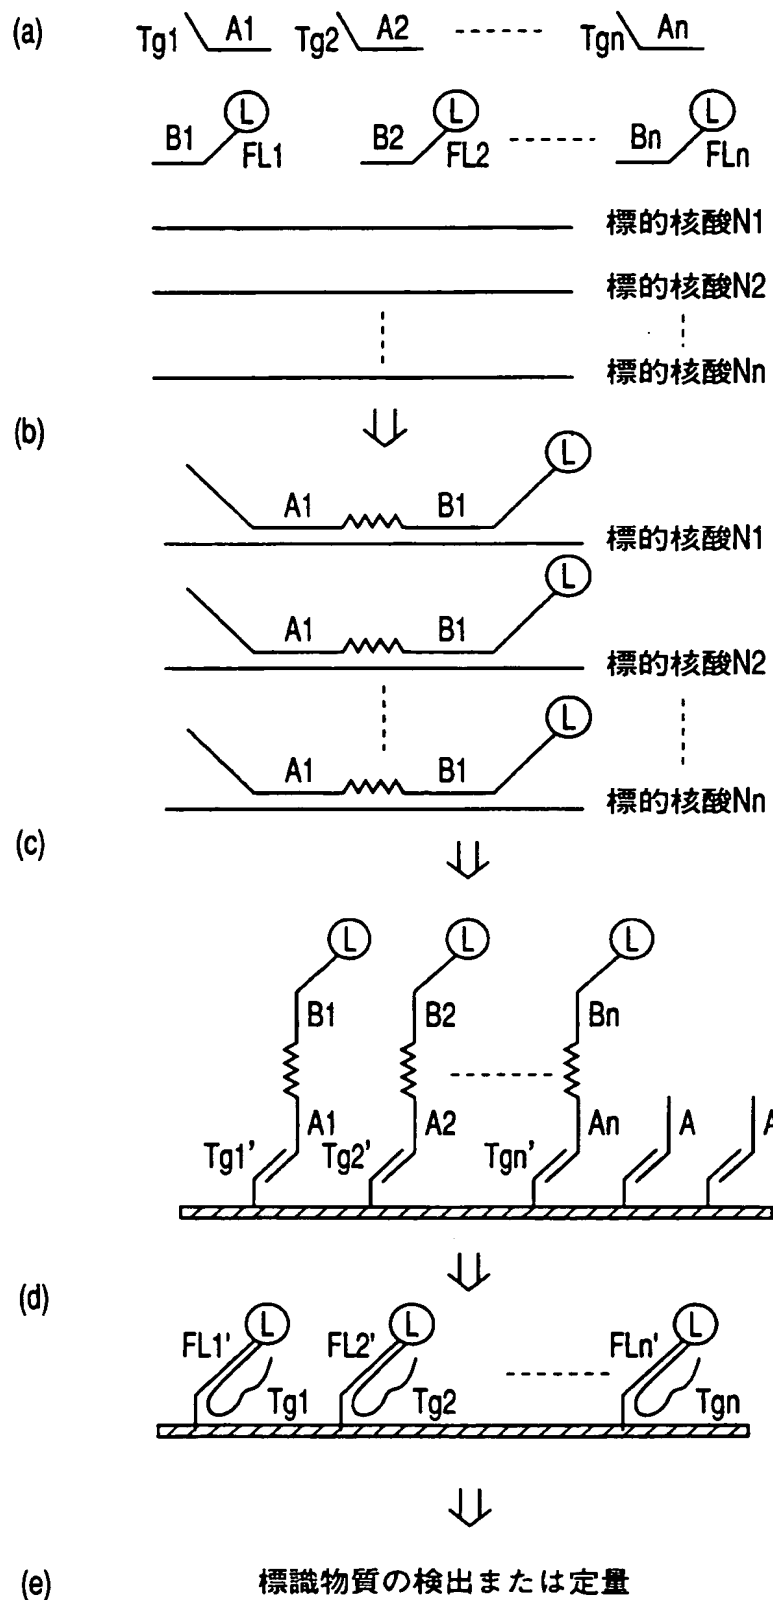 (a)
Tg1 A1 Tg2 A2 Tgn An
L L L
B1 FL1 B2 FL2 Bn FLn
標的核酸N1
標的核酸N2
標的核酸Nn
(b)
L
A1 B1
標的核酸N1
L
A1 B1
標的核酸N2
L
A1 B1
標的核酸Nn
(c)
L L L
B1 B2 Bn
A1 A2 An A A
Tg1' Tg2' Tgn'
(d)
L L L
FL1' FL2' FLn'
Tg1 Tg2 Tgn
(e) 標識物質の検出または定量